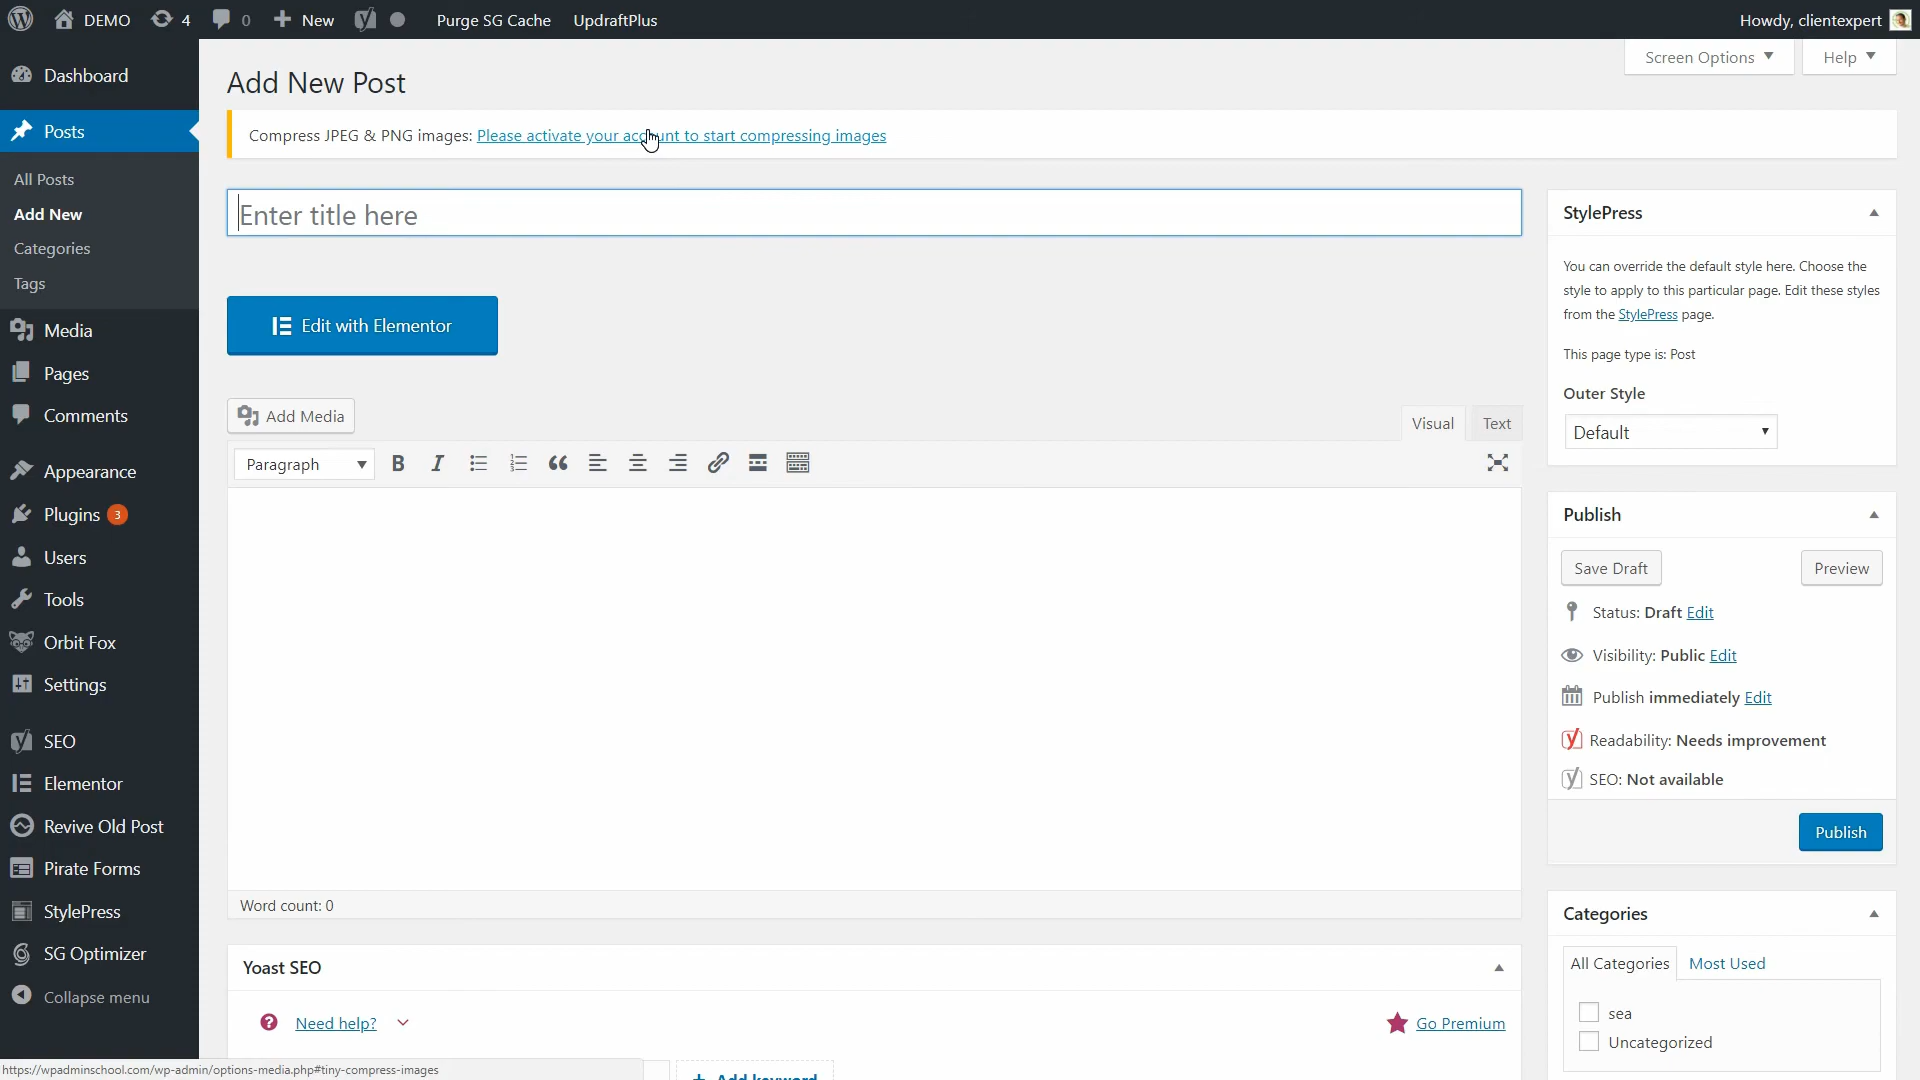 DEMO 4 0 New Purge SG Cache UpdraftPlus Howdy, clientexpert
Screen Options Help
Dashboard
Posts
All Posts
Add New
Categories
Tags
Media
Pages
Comments
Appearance
Plugins 3
Users
Tools
Orbit Fox
Settings
SEO
Elementor
Revive Old Post
Pirate Forms
StylePress
SG Optimizer
Collapse menu
Add New Post
Compress JPEG & PNG images: Please activate your account to start compressing images
Enter title here
Edit with Elementor
Add Media
Visual Text
Paragraph
Word count: 0
Yoast SEO
Need help? Go Premium
Add keyword
StylePress
You can override the default style here. Choose the
style to apply to this particular page. Edit these styles
from the StylePress page.
This page type is: Post
Outer Style
Default
Publish
Save Draft Preview
Status: Draft Edit
Visibility: Public Edit
Publish immediately Edit
Readability: Needs improvement
SEO: Not available
Publish
Categories
All Categories Most Used
sea
Uncategorized
https://wpadminschool.com/wp-admin/options-media.php#tiny-compress-images